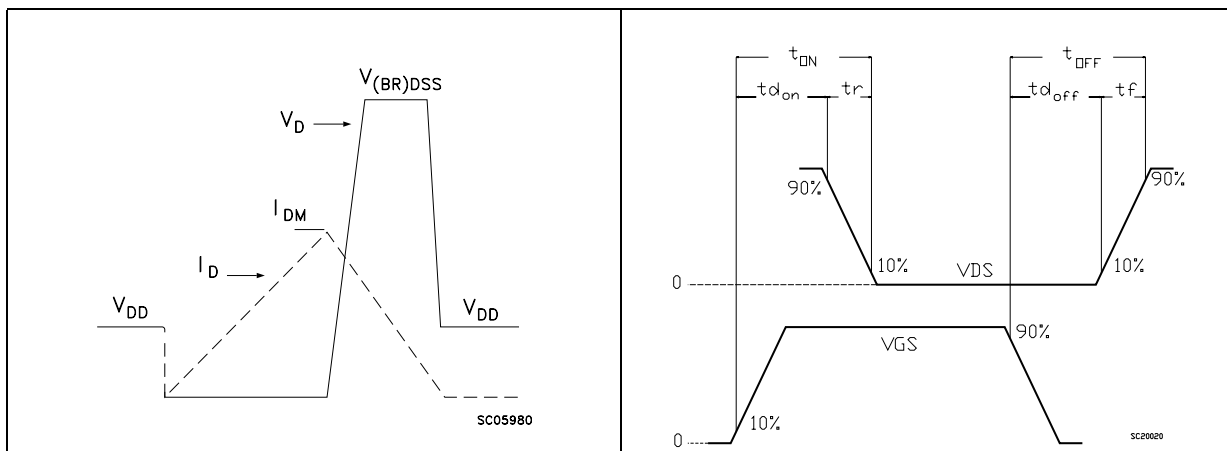 V(BR)DSS
VD
IDM
ID
VDD
VDD
SC05980
tON
tOFF
tdon
tr
tdoff
tf
90%
90%
10%
10%
0
VDS
VGS
90%
10%
0
SC20020